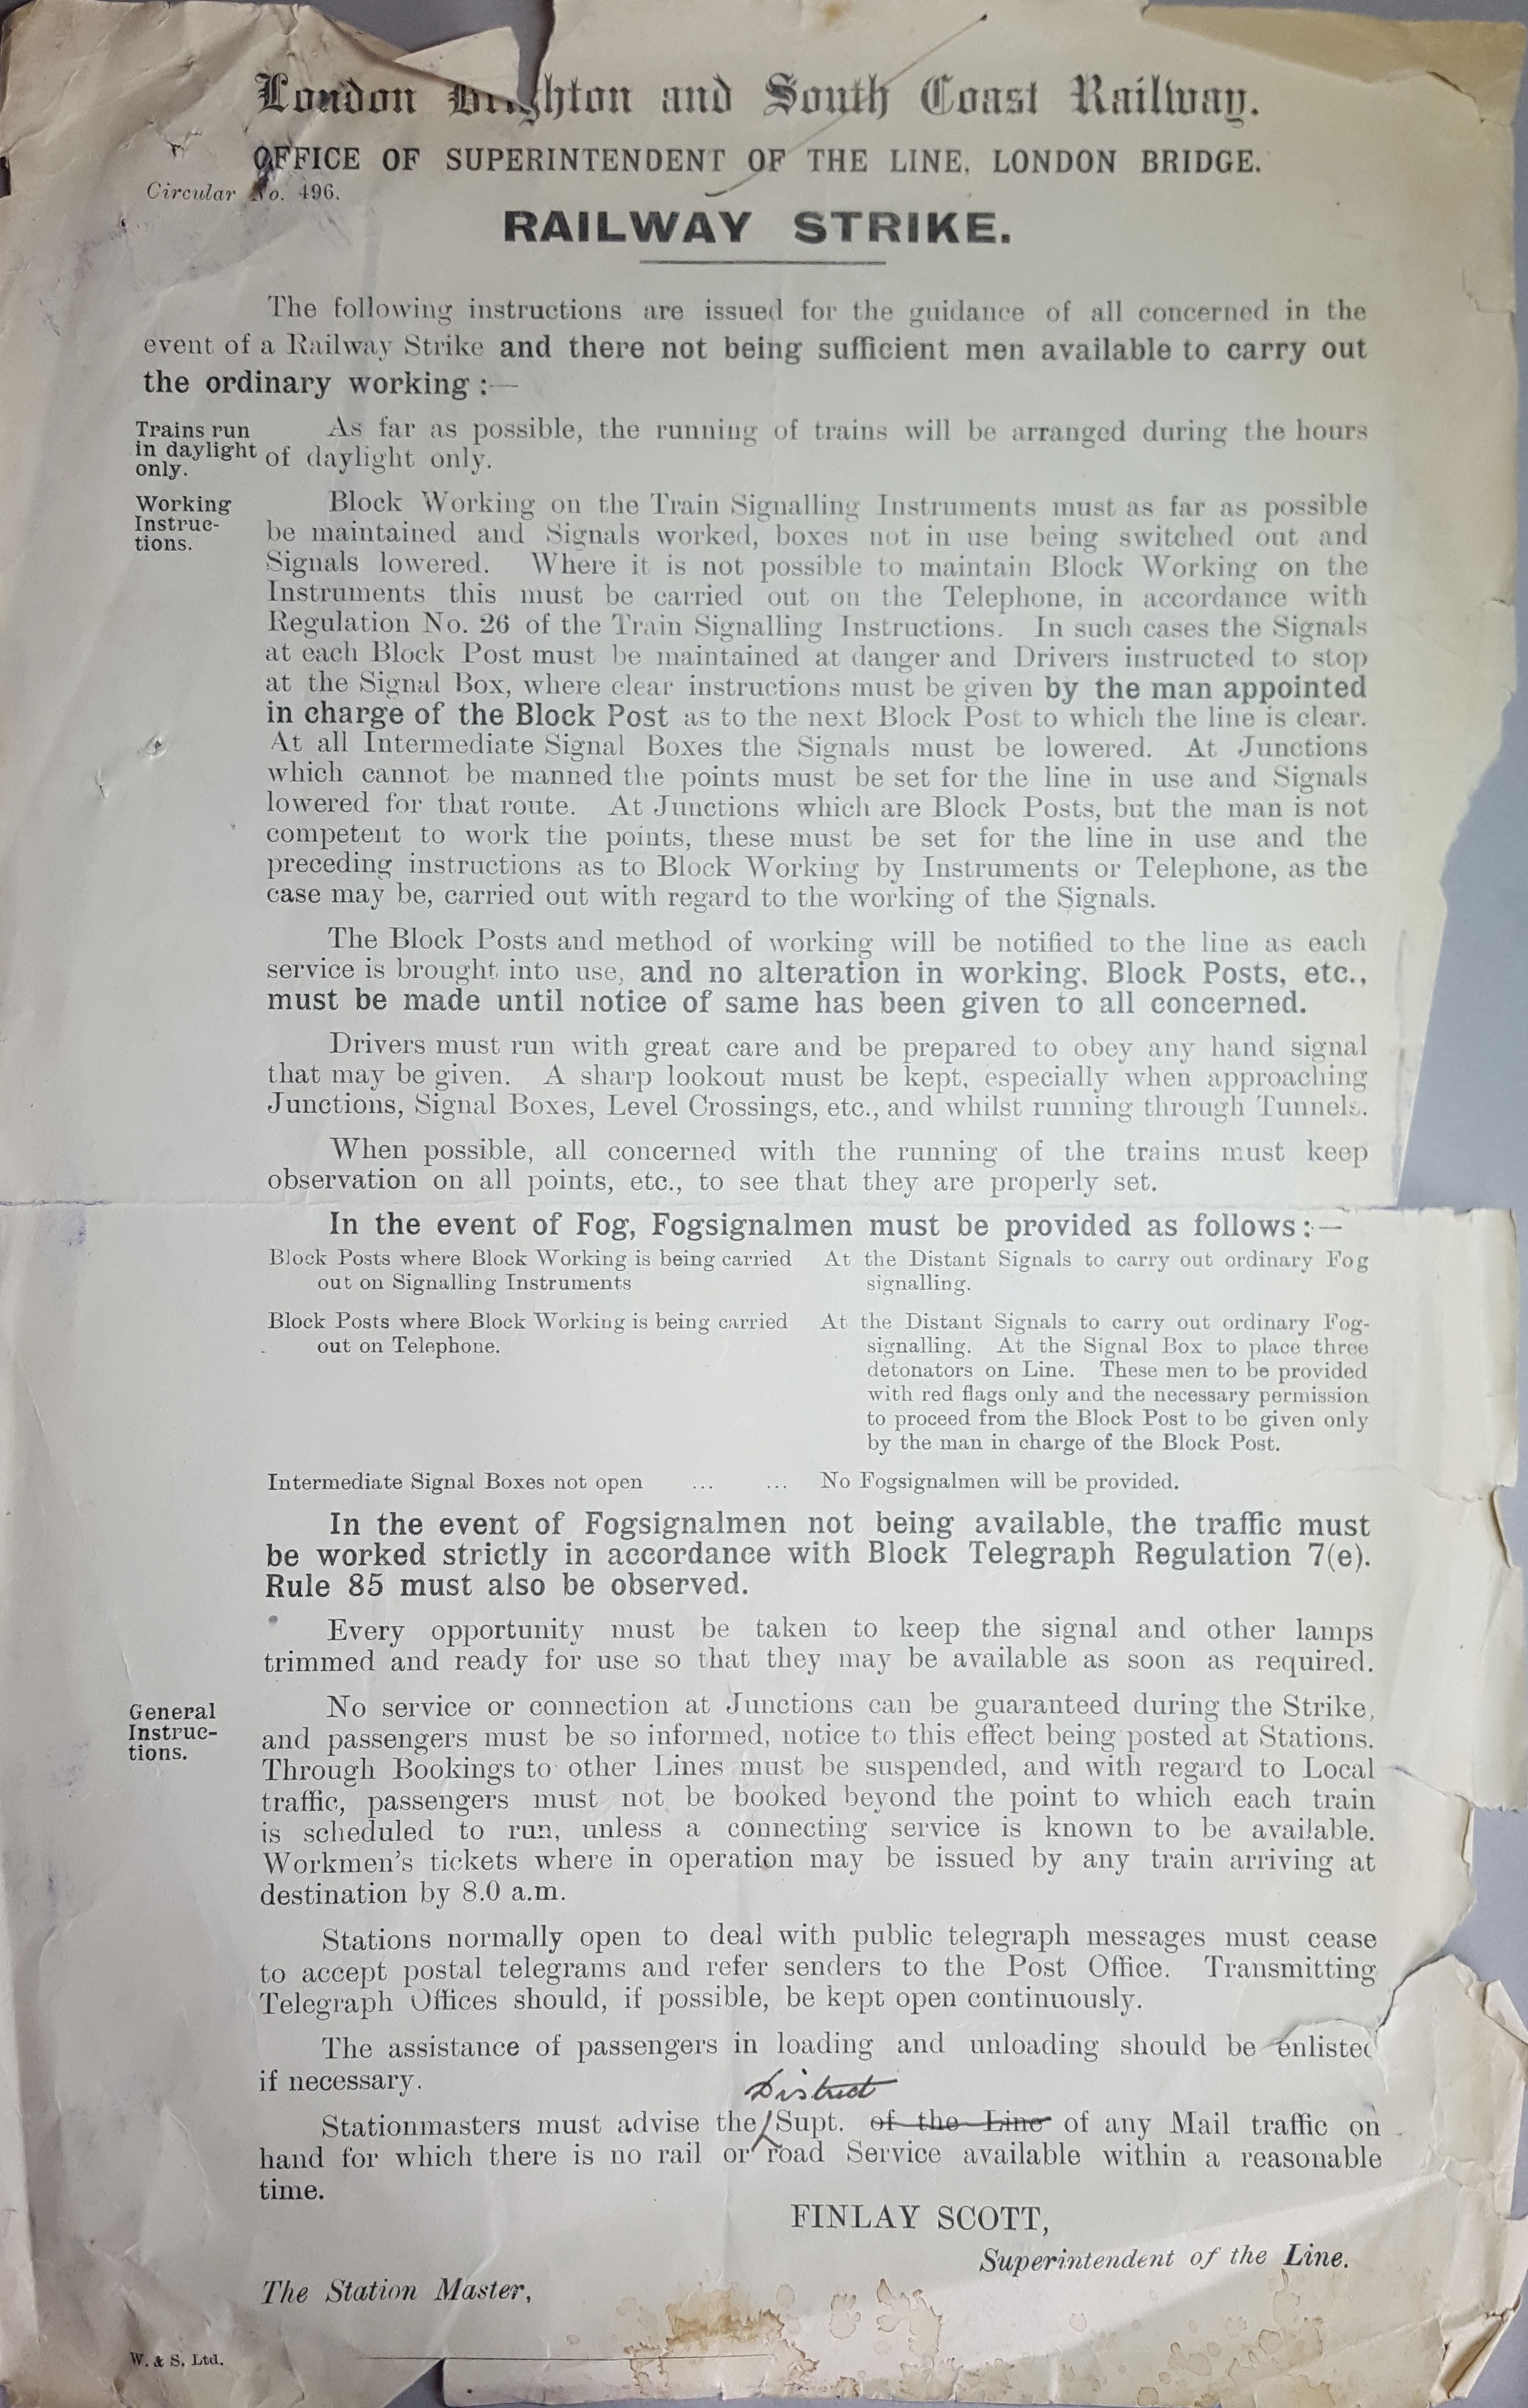 London Brighton and South Coast Railway.
OFFICE OF SUPERINTENDENT OF THE LINE, LONDON BRIDGE.
Circular No. 496.
RAILWAY STRIKE.
The following instructions are issued for the guidance of all concerned in the
event of a Railway Strike and there not being sufficient men available to carry out
the ordinary working :—
Trains run
in daylight
only.
As far as possible, the running of trains will be arranged during the hours
of daylight only.
Working
Instruc-
tions.
Block Working on the Train Signalling Instruments must as far as possible
be maintained and Signals worked, boxes not in use being switched out and
Signals lowered. Where it is not possible to maintain Block Working on the
Instruments this must be carried out on the Telephone, in accordance with
Regulation No. 26 of the Train Signalling Instructions. In such cases the Signals
at each Block Post must be maintained at danger and Drivers instructed to stop
at the Signal Box, where clear instructions must be given by the man appointed
in charge of the Block Post as to the next Block Post to which the line is clear.
At all Intermediate Signal Boxes the Signals must be lowered. At Junctions
which cannot be manned the points must be set for the line in use and Signals
lowered for that route. At Junctions which are Block Posts, but the man is not
competent to work the points, these must be set for the line in use and the
preceding instructions as to Block Working by Instruments or Telephone, as the
case may be, carried out with regard to the working of the Signals.
The Block Posts and method of working will be notified to the line as each
service is brought into use, and no alteration in working, Block Posts, etc.,
must be made until notice of same has been given to all concerned.
Drivers must run with great care and be prepared to obey any hand signal
that may be given. A sharp lookout must be kept, especially when approaching
Junctions, Signal Boxes, Level Crossings, etc., and whilst running through Tunnels.
When possible, all concerned with the running of the trains must keep
observation on all points, etc., to see that they are properly set.
In the event of Fog, Fogsignalmen must be provided as follows :—
Block Posts where Block Working is being carried
out on Signalling Instruments
At the Distant Signals to carry out ordinary Fog
signalling.
Block Posts where Block Working is being carried
out on Telephone.
At the Distant Signals to carry out ordinary Fog-
signalling. At the Signal Box to place three
detonators on Line. These men to be provided
with red flags only and the necessary permission
to proceed from the Block Post to be given only
by the man in charge of the Block Post.
Intermediate Signal Boxes not open ... ... No Fogsignalmen will be provided.
In the event of Fogsignalmen not being available, the traffic must
be worked strictly in accordance with Block Telegraph Regulation 7(e).
Rule 85 must also be observed.
Every opportunity must be taken to keep the signal and other lamps
trimmed and ready for use so that they may be available as soon as required.
General
Instruc-
tions.
No service or connection at Junctions can be guaranteed during the Strike,
and passengers must be so informed, notice to this effect being posted at Stations.
Through Bookings to other Lines must be suspended, and with regard to Local
traffic, passengers must not be booked beyond the point to which each train
is scheduled to run, unless a connecting service is known to be available.
Workmen's tickets where in operation may be issued by any train arriving at
destination by 8.0 a.m.
Stations normally open to deal with public telegraph messages must cease
to accept postal telegrams and refer senders to the Post Office. Transmitting
Telegraph Offices should, if possible, be kept open continuously.
The assistance of passengers in loading and unloading should be enlisted
if necessary.
District
Stationmasters must advise the Supt. of the Line of any Mail traffic on
hand for which there is no rail or road Service available within a reasonable
time.
FINLAY SCOTT,
Superintendent of the Line.
The Station Master,
W. & S. Ltd.